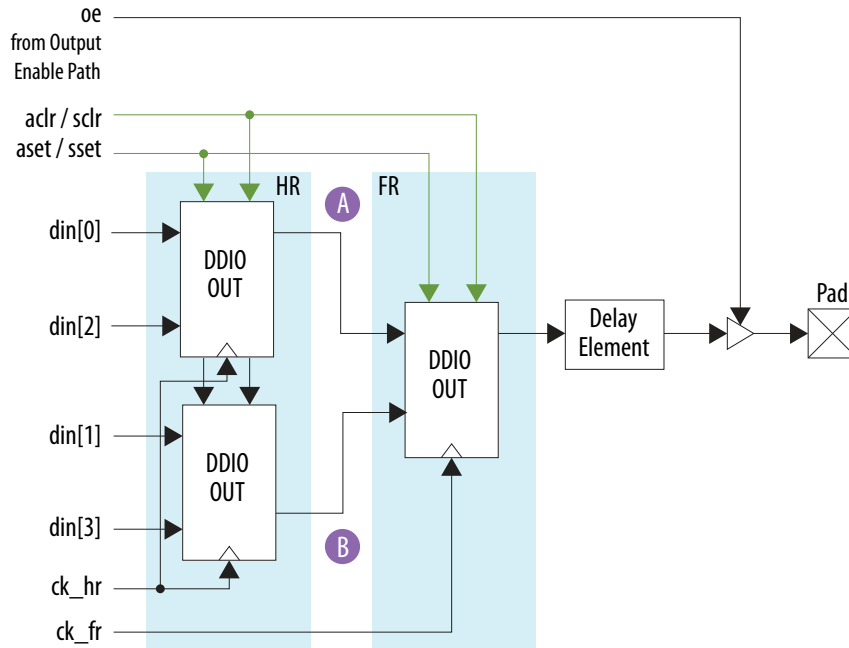 oe
from Output
Enable Path
aclr / sclr
aset / sset
HR
FR
A
din[0]
DDIO
OUT
din[2]
Pad
Delay
Element
DDIO
OUT
din[1]
DDIO
OUT
din[3]
B
ck_hr
ck_fr